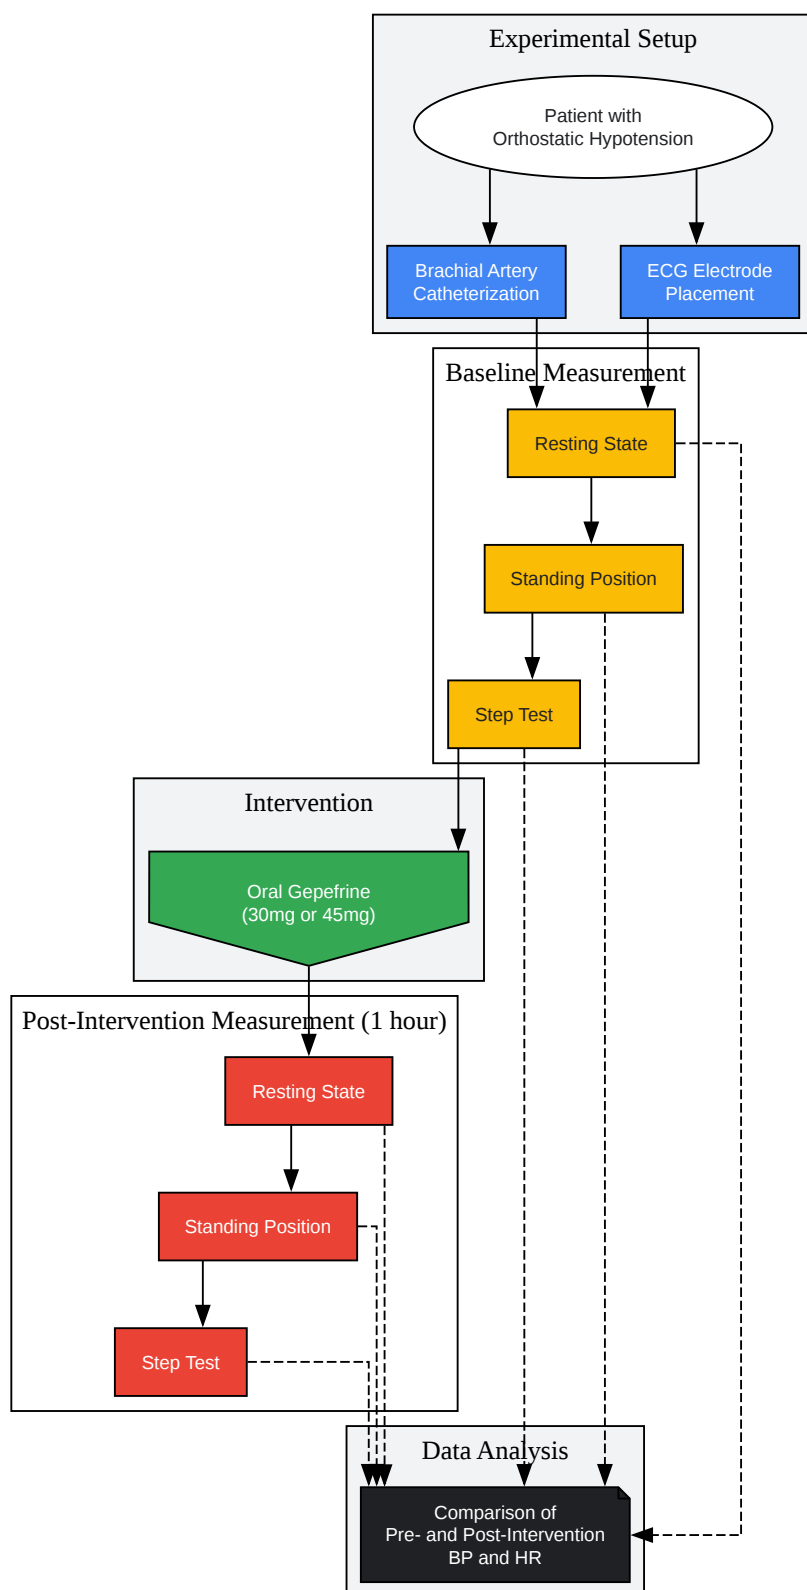 Experimental Setup
Patient with
Orthostatic Hypotension
Brachial Artery
Catheterization
ECG Electrode
Placement
Baseline Measurement
Resting State
Standing Position
Step Test
Intervention
Oral Gepefrine
(30mg or 45mg)
Post-Intervention Measurement (1 hour)
Resting State
Standing Position
Step Test
Data Analysis
Comparison of
Pre- and Post-Intervention
BP and HR